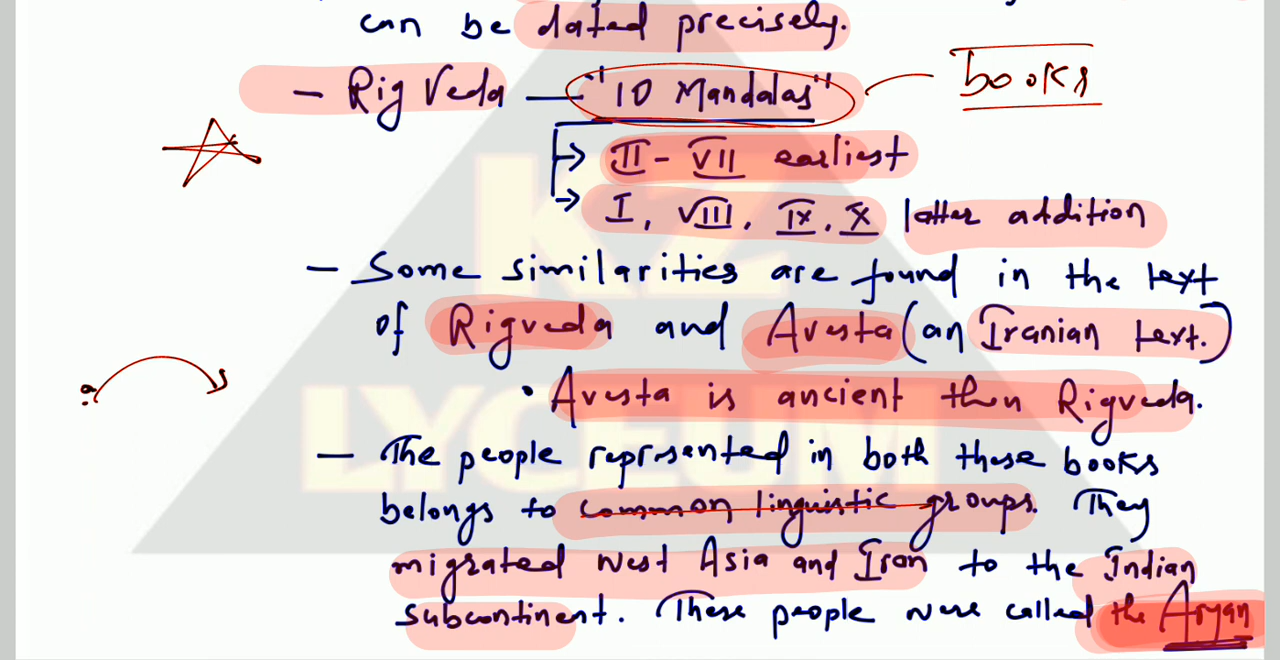 can be dated precisely.
- Rig Veda - "10 Mandalas" books
→ II - VII earliest
→ I, VIII, IX, X latter addition
- Some similarities are found in the text
of Rigveda and Avesta (an Iranian text.)
• Avesta is ancient then Rigveda.
- The people represented in both these books
belongs to common linguistic groups. They
migrated west Asia and Iran to the Indian
subcontinent. These people were called the Aryan
KZ
LYCEUM